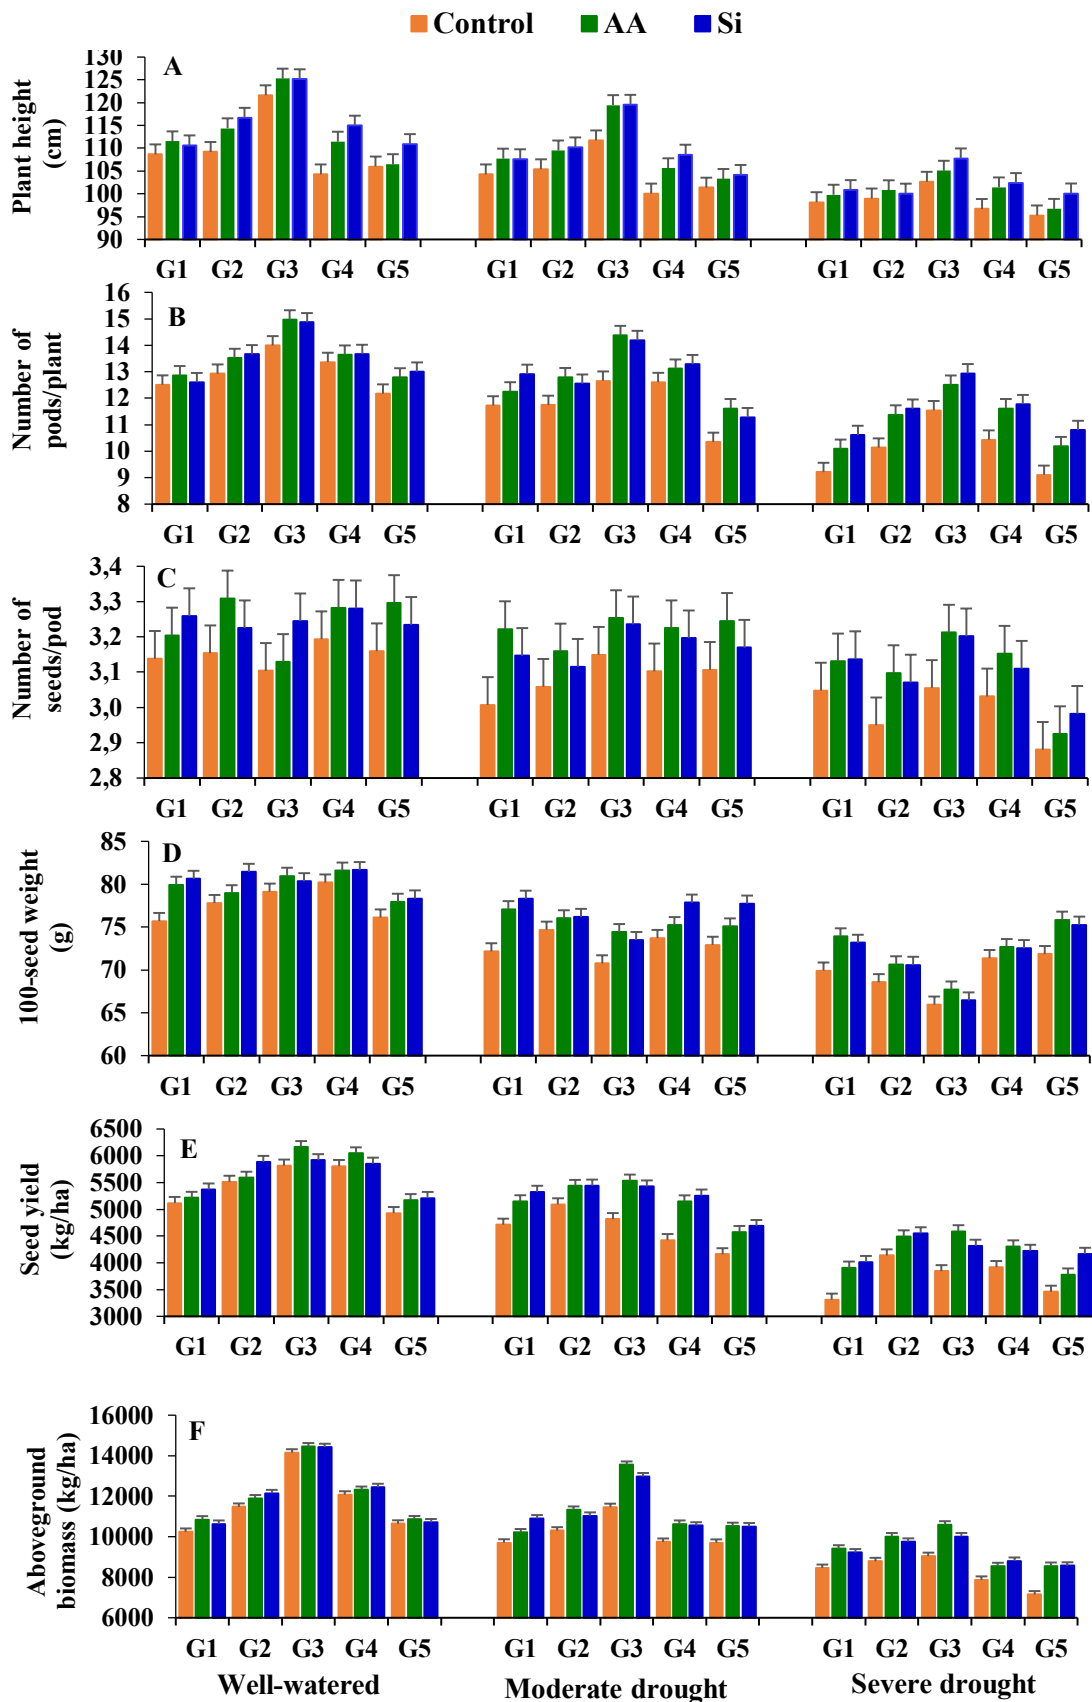 Control AA Si
A
Plant height
(cm)
130
125
120
115
110
105
100
95
90
G1 G2 G3 G4 G5 G1 G2 G3 G4 G5 G1 G2 G3 G4 G5
B
Number of
pods/plant
16
15
14
13
12
11
10
9
8
G1 G2 G3 G4 G5 G1 G2 G3 G4 G5 G1 G2 G3 G4 G5
C
Number of
seeds/pod
3,4
3,3
3,2
3,1
3,0
2,9
2,8
G1 G2 G3 G4 G5 G1 G2 G3 G4 G5 G1 G2 G3 G4 G5
D
100-seed weight
(g)
85
80
75
70
65
60
G1 G2 G3 G4 G5 G1 G2 G3 G4 G5 G1 G2 G3 G4 G5
E
Seed yield
(kg/ha)
6500
6000
5500
5000
4500
4000
3500
3000
G1 G2 G3 G4 G5 G1 G2 G3 G4 G5 G1 G2 G3 G4 G5
F
Aboveground
biomass (kg/ha)
16000
14000
12000
10000
8000
6000
G1 G2 G3 G4 G5 G1 G2 G3 G4 G5 G1 G2 G3 G4 G5
Well-watered Moderate drought Severe drought